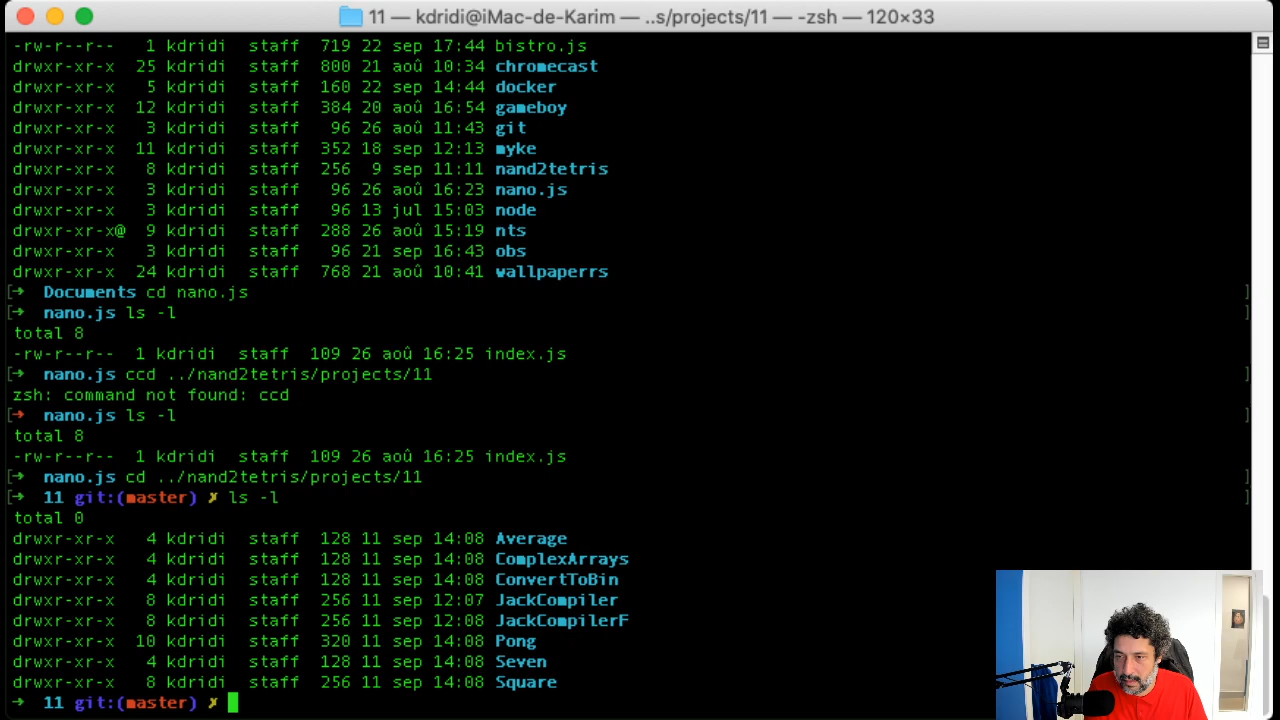 11 — kdridi@iMac-de-Karim — ..s/projects/11 — -zsh — 120×33
-rw-r--r-- 1 kdridi staff 719 22 sep 17:44 bistro.js
drwxr-xr-x 25 kdridi staff 800 21 aoû 10:34 chromecast
drwxr-xr-x 5 kdridi staff 160 22 sep 14:44 docker
drwxr-xr-x 12 kdridi staff 384 20 aoû 16:54 gameboy
drwxr-xr-x 3 kdridi staff 96 26 aoû 11:43 git
drwxr-xr-x 11 kdridi staff 352 18 sep 12:13 myke
drwxr-xr-x 8 kdridi staff 256 9 sep 11:11 nand2tetris
drwxr-xr-x 3 kdridi staff 96 26 aoû 16:23 nano.js
drwxr-xr-x 3 kdridi staff 96 13 jul 15:03 node
drwxr-xr-x@ 9 kdridi staff 288 26 aoû 15:19 nts
drwxr-xr-x 3 kdridi staff 96 21 sep 16:43 obs
drwxr-xr-x 24 kdridi staff 768 21 aoû 10:41 wallpaperrs
[➜ Documents cd nano.js ]
[➜ nano.js ls -l ]
total 8
-rw-r--r-- 1 kdridi staff 109 26 aoû 16:25 index.js
[➜ nano.js ccd ../nand2tetris/projects/11 ]
zsh: command not found: ccd
[➜ nano.js ls -l ]
total 8
-rw-r--r-- 1 kdridi staff 109 26 aoû 16:25 index.js
[➜ nano.js cd ../nand2tetris/projects/11 ]
[➜ 11 git:(master) ✗ ls -l ]
total 0
drwxr-xr-x 4 kdridi staff 128 11 sep 14:08 Average
drwxr-xr-x 4 kdridi staff 128 11 sep 14:08 ComplexArrays
drwxr-xr-x 4 kdridi staff 128 11 sep 14:08 ConvertToBin
drwxr-xr-x 8 kdridi staff 256 11 sep 12:07 JackCompiler
drwxr-xr-x 8 kdridi staff 256 11 sep 12:08 JackCompilerF
drwxr-xr-x 10 kdridi staff 320 11 sep 14:08 Pong
drwxr-xr-x 4 kdridi staff 128 11 sep 14:08 Seven
drwxr-xr-x 8 kdridi staff 256 11 sep 14:08 Square
➜ 11 git:(master) ✗